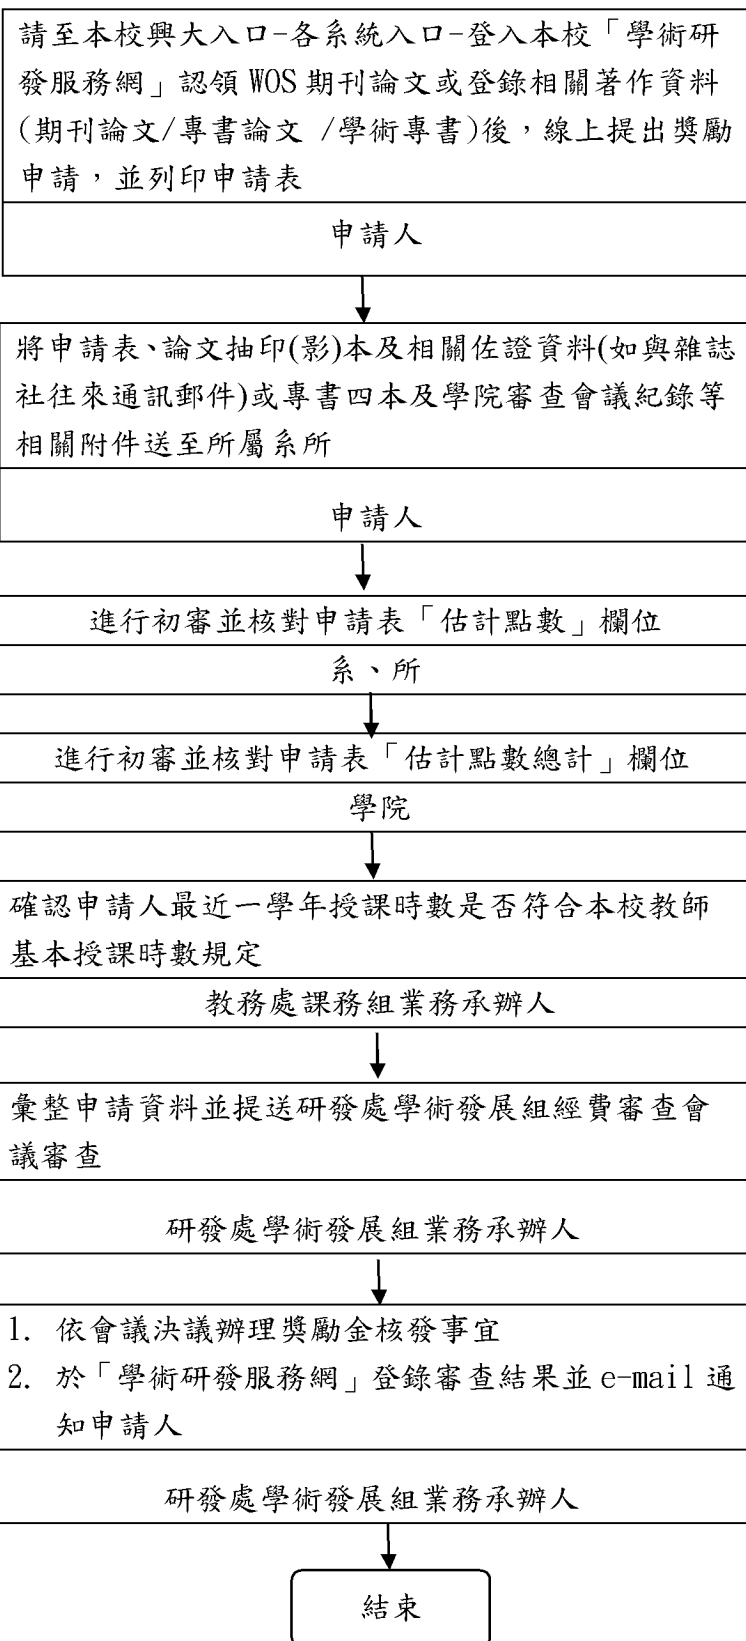 請至本校興大入口-各系統入口-登入本校「學術研
發服務網」認領 WOS 期刊論文或登錄相關著作資料
(期刊論文/專書論文 /學術專書)後，線上提出獎勵
申請，並列印申請表
申請人
將申請表、論文抽印(影)本及相關佐證資料(如與雜誌
社往來通訊郵件)或專書四本及學院審查會議紀錄等
相關附件送至所屬系所
申請人
進行初審並核對申請表「估計點數」欄位
系、所
進行初審並核對申請表「估計點數總計」欄位
學院
確認申請人最近一學年授課時數是否符合本校教師
基本授課時數規定
教務處課務組業務承辦人
彙整申請資料並提送研發處學術發展組經費審查會
議審查
研發處學術發展組業務承辦人
1. 依會議決議辦理獎勵金核發事宜
2. 於「學術研發服務網」登錄審查結果並 e-mail 通
知申請人
研發處學術發展組業務承辦人
結束